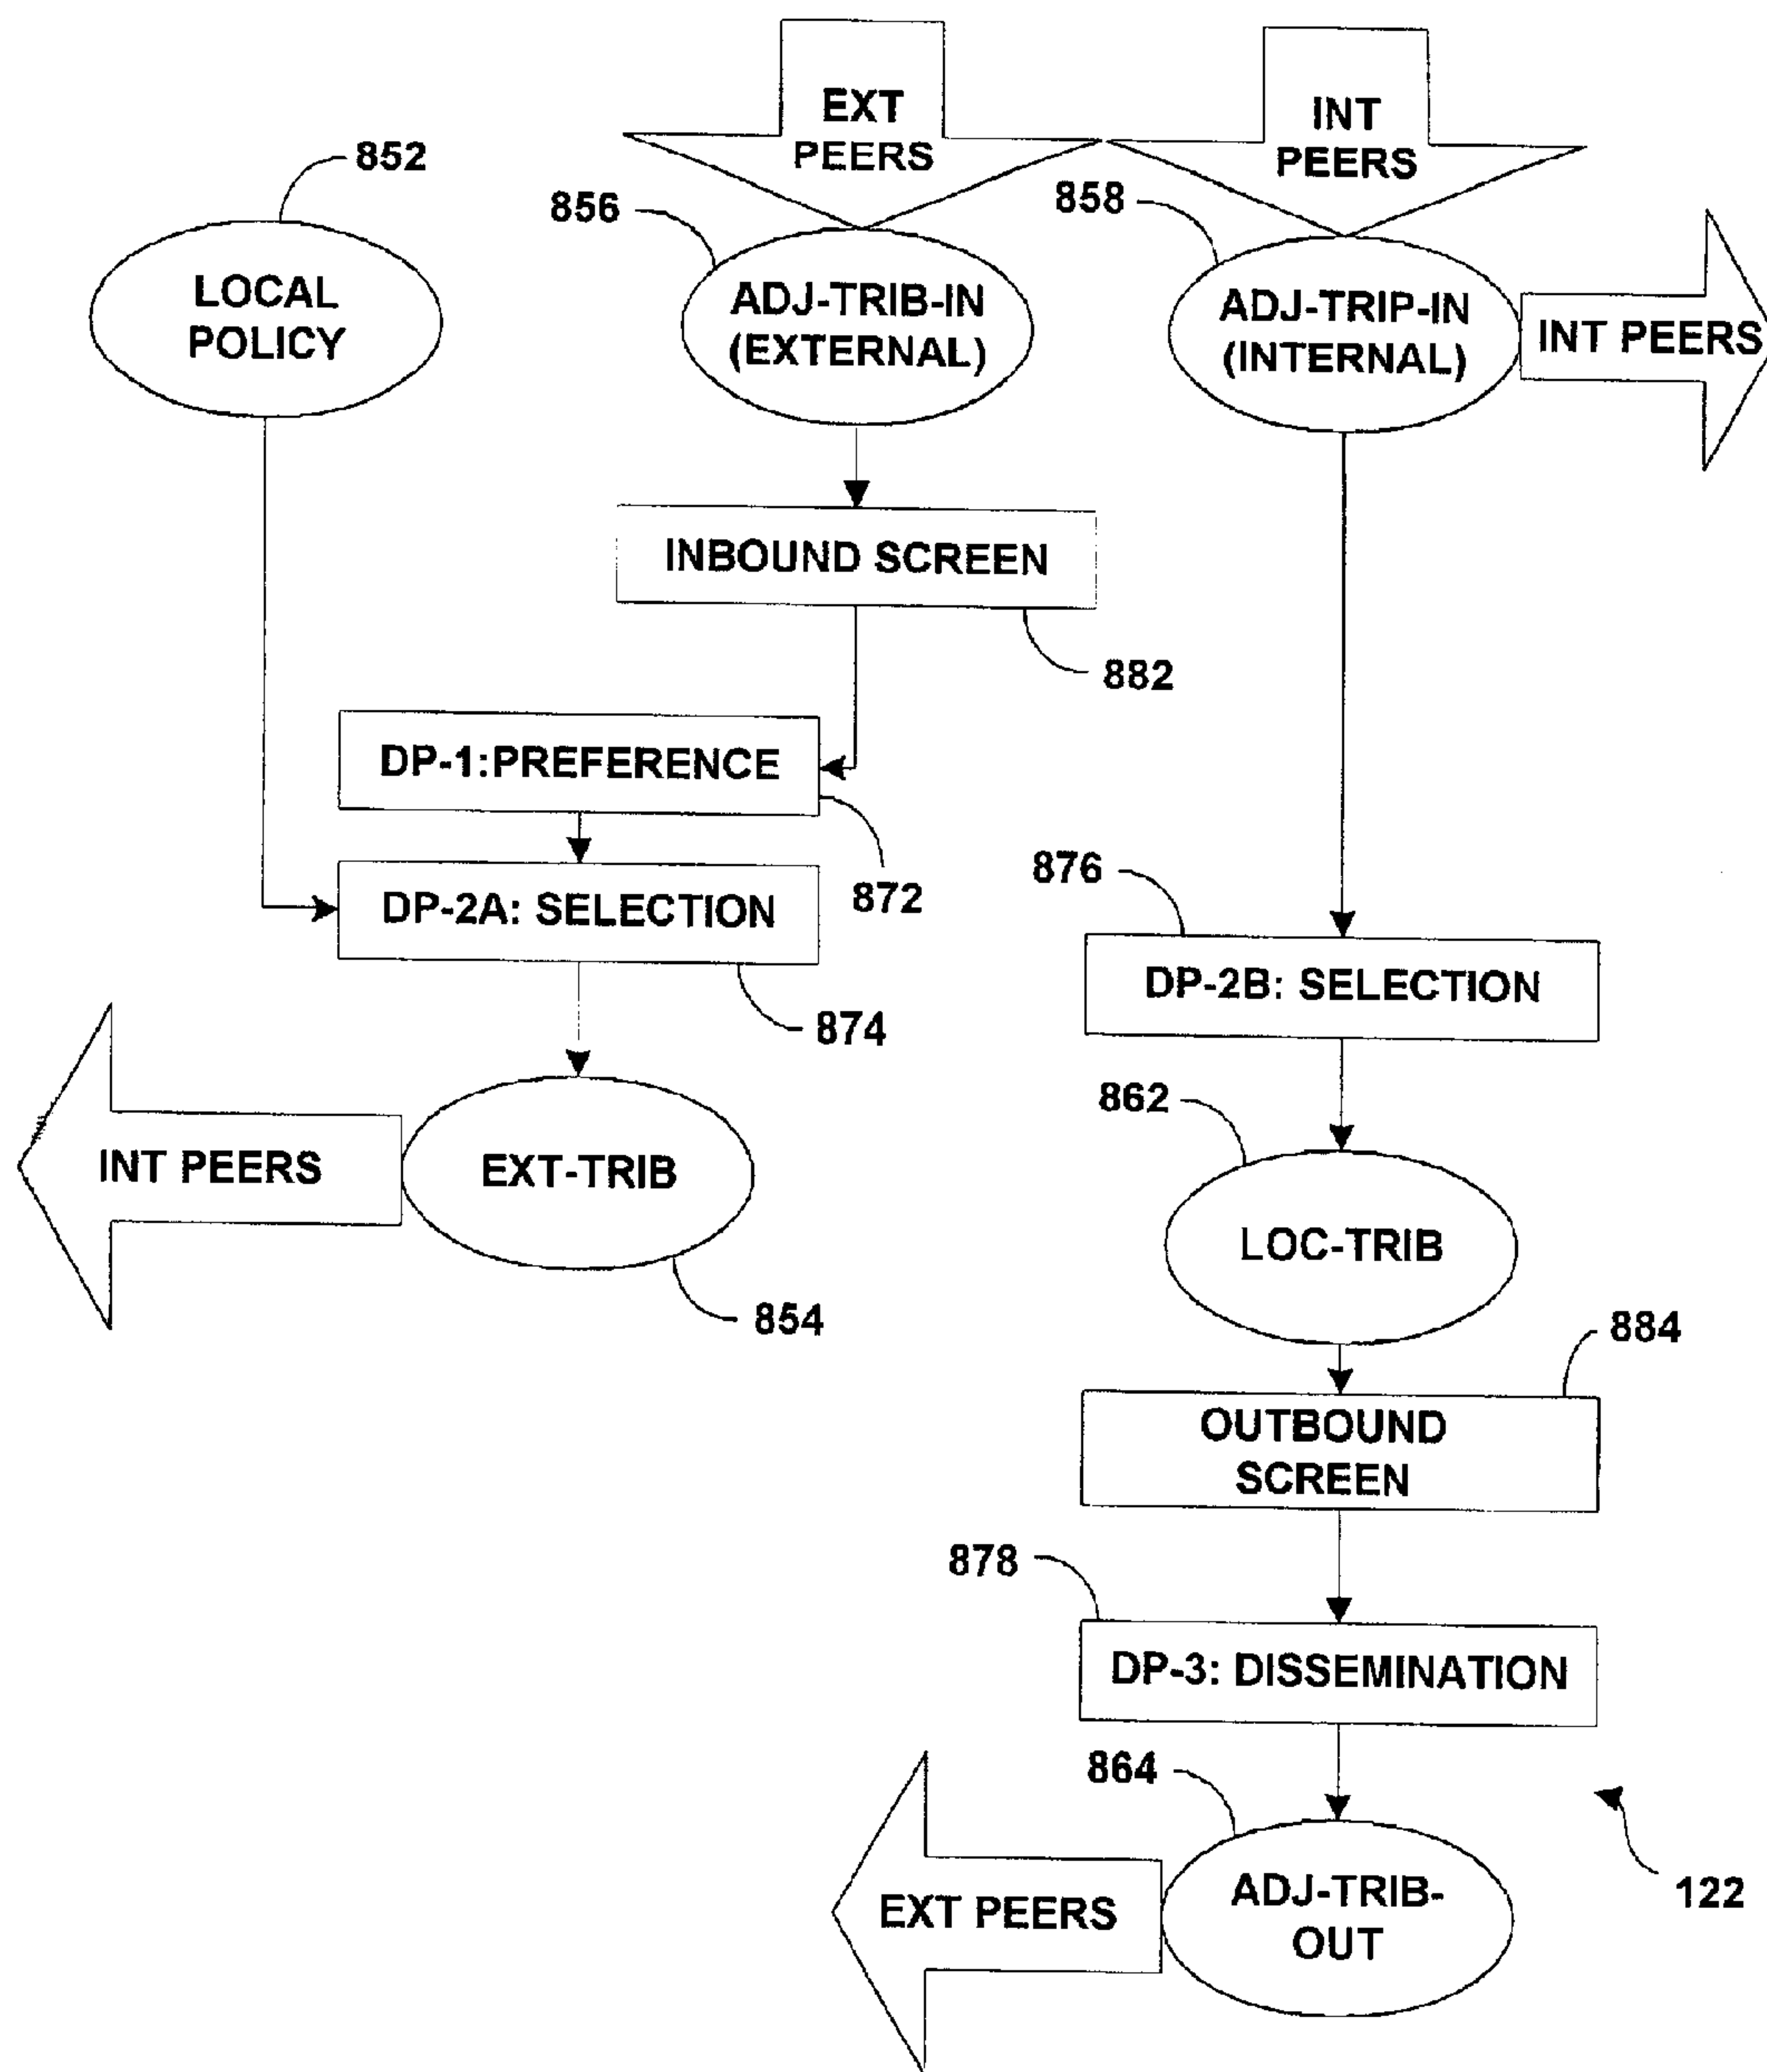 EXT
PEERS
INT
PEERS
852
856
858
LOCAL
POLICY
ADJ-TRIB-IN
(EXTERNAL)
ADJ-TRIP-IN
(INTERNAL)
INT PEERS
INBOUND SCREEN
882
DP-1:PREFERENCE
872
DP-2A: SELECTION
874
876
DP-2B: SELECTION
INT PEERS
EXT-TRIB
854
862
LOC-TRIB
884
OUTBOUND
SCREEN
878
DP-3: DISSEMINATION
864
EXT PEERS
ADJ-TRIB-
OUT
122